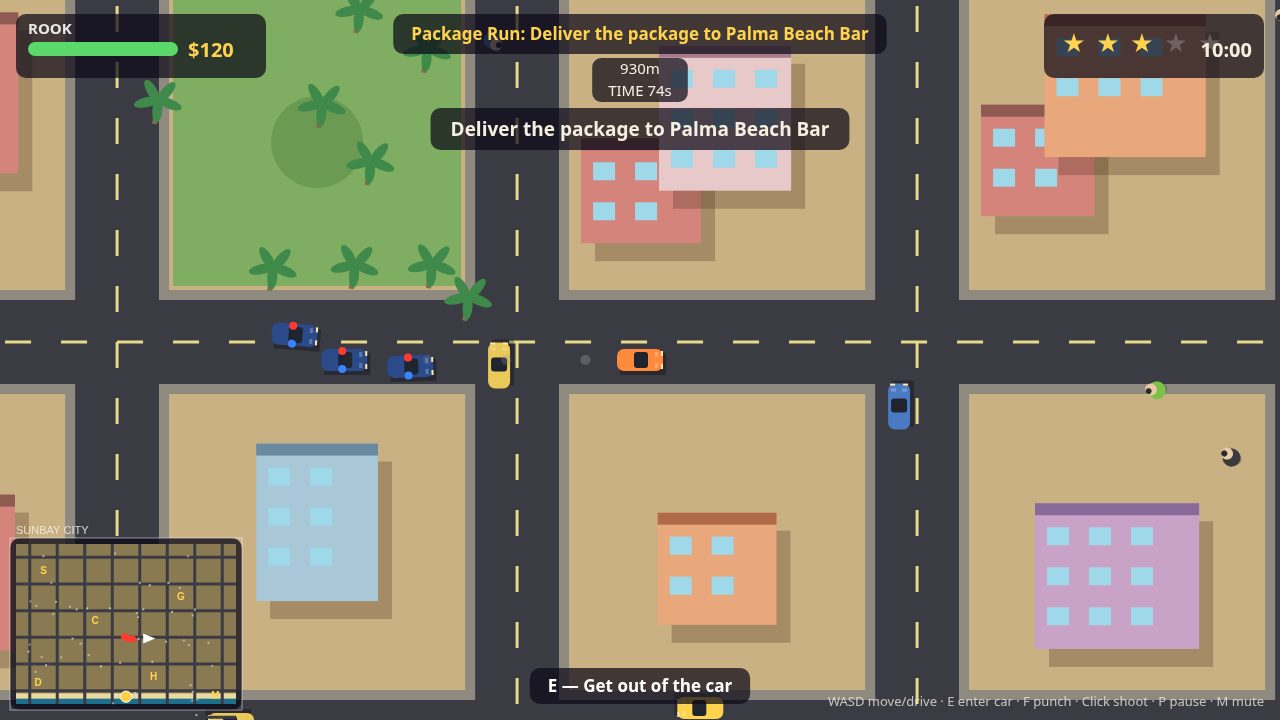 ROOK
$120
Package Run: Deliver the package to Palma Beach Bar
930m
TIME 74s
Deliver the package to Palma Beach Bar
10:00
SUNBAY CITY
S
G
C
H
D
E — Get out of the car
WASD move/drive · E enter car · F punch · Click shoot · P pause · M mute